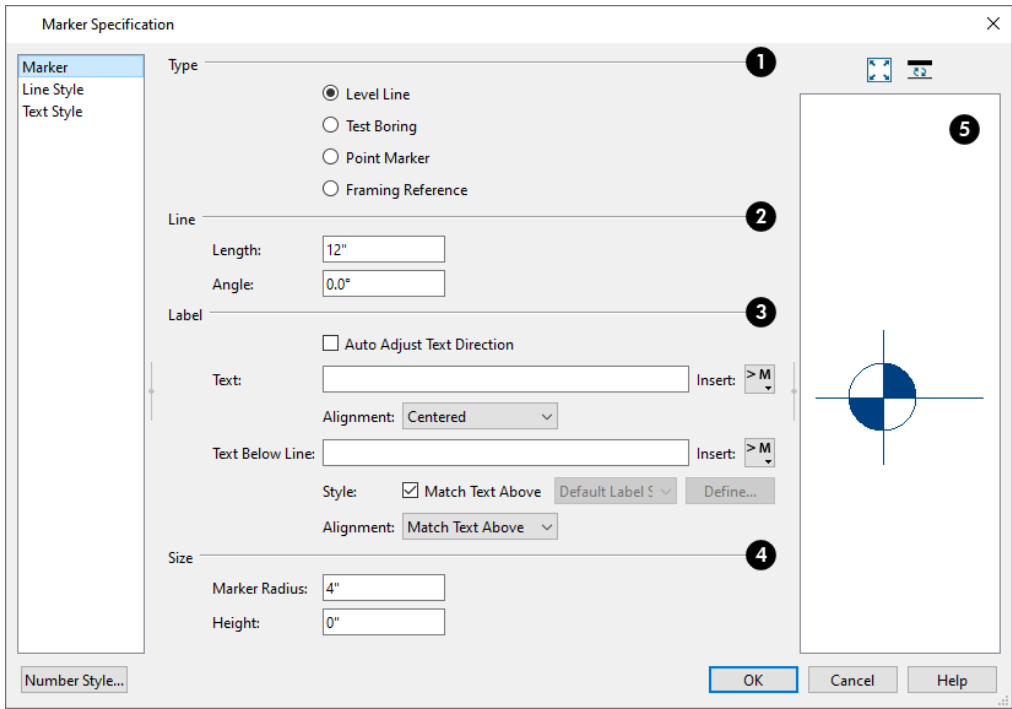 Marker Specification
Marker
Line Style
Text Style
Type 1
Level Line
Test Boring
Point Marker
Framing Reference
Line 2
Length: 12"
Angle: 0.0°
Label 3
Auto Adjust Text Direction
Text: Insert: > M
Alignment: Centered
Text Below Line: Insert: > M
Style: Match Text Above Default Label S Define...
Alignment: Match Text Above
Size 4
Marker Radius: 4"
Height: 0"
5
Number Style... OK Cancel Help